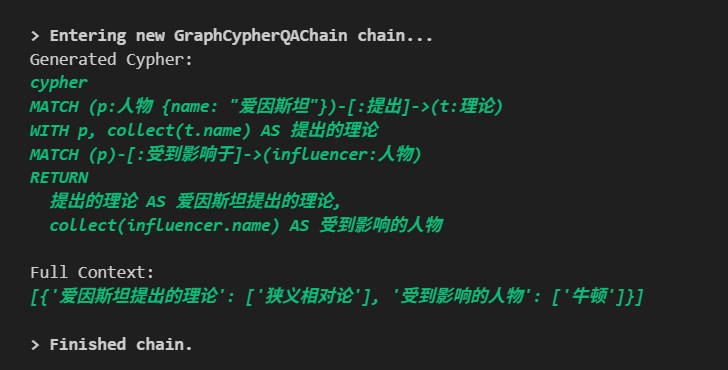 > Entering new GraphCypherQAChain chain...
Generated Cypher:
cypher
MATCH (p:人物 {name: "爱因斯坦"})-[:提出]->(t:理论)
WITH p, collect(t.name) AS 提出的理论
MATCH (p)-[:受到影响于]->(influencer:人物)
RETURN
  提出的理论 AS 爱因斯坦提出的理论,
  collect(influencer.name) AS 受到影响的人物

Full Context:
[{'爱因斯坦提出的理论': ['狭义相对论'], '受到影响的人物': ['牛顿']}]

> Finished chain.